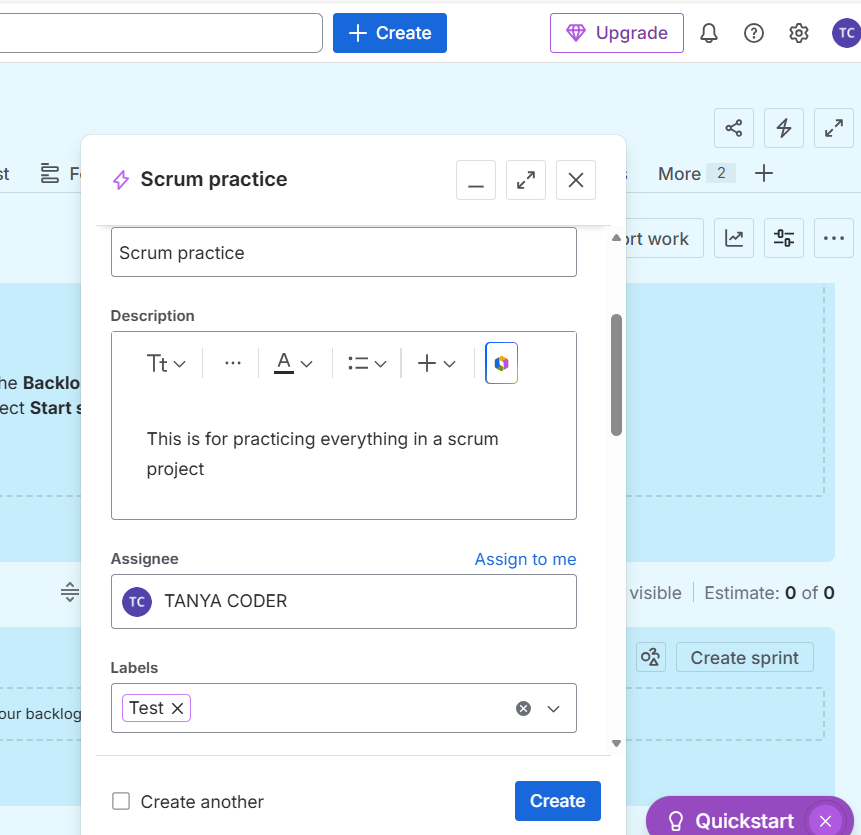 Create
Upgrade
TC
st
More 2
Scrum practice
ort work
Scrum practice
Description
Tt
A
he Backlo
ect Start s
This is for practicing everything in a scrum
project
Assignee
Assign to me
TC TANYA CODER
visible
Estimate: 0 of 0
Labels
Test
Create sprint
our backlog
Create another
Create
Quickstart